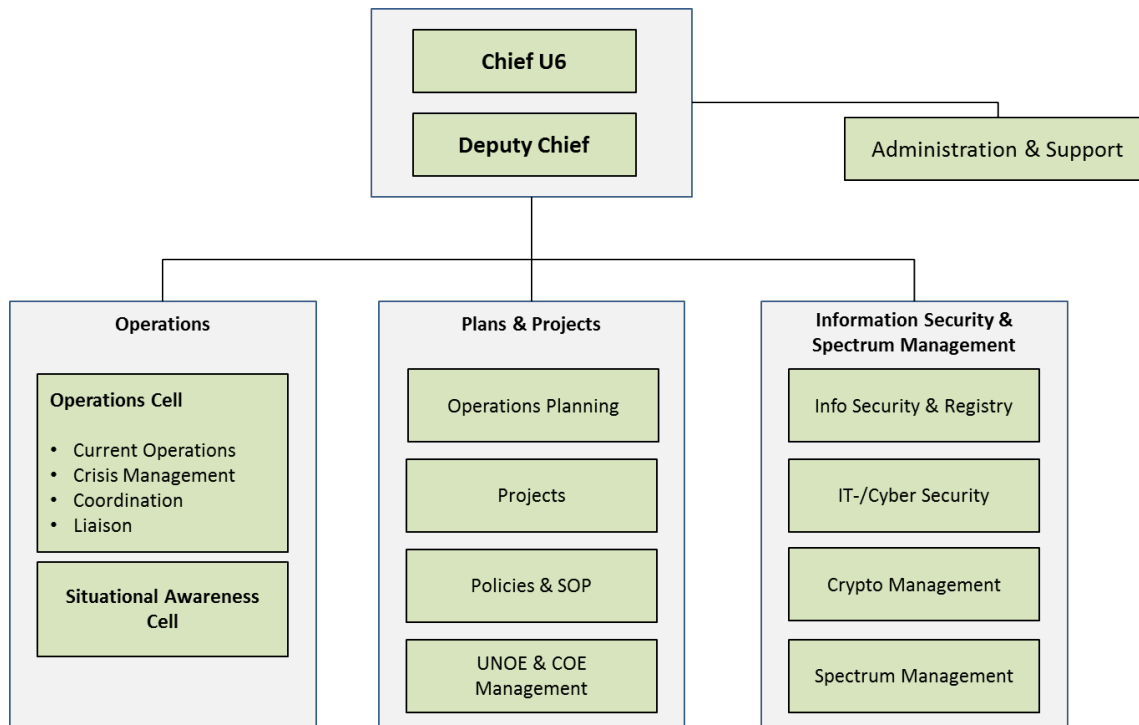 Chief U6
Deputy Chief
Administration & Support
Operations
Operations Cell
• Current Operations
• Crisis Management
• Coordination
• Liaison
Situational Awareness
Cell
Plans & Projects
Operations Planning
Projects
Policies & SOP
UNOE & COE
Management
Information Security &
Spectrum Management
Info Security & Registry
IT-/Cyber Security
Crypto Management
Spectrum Management